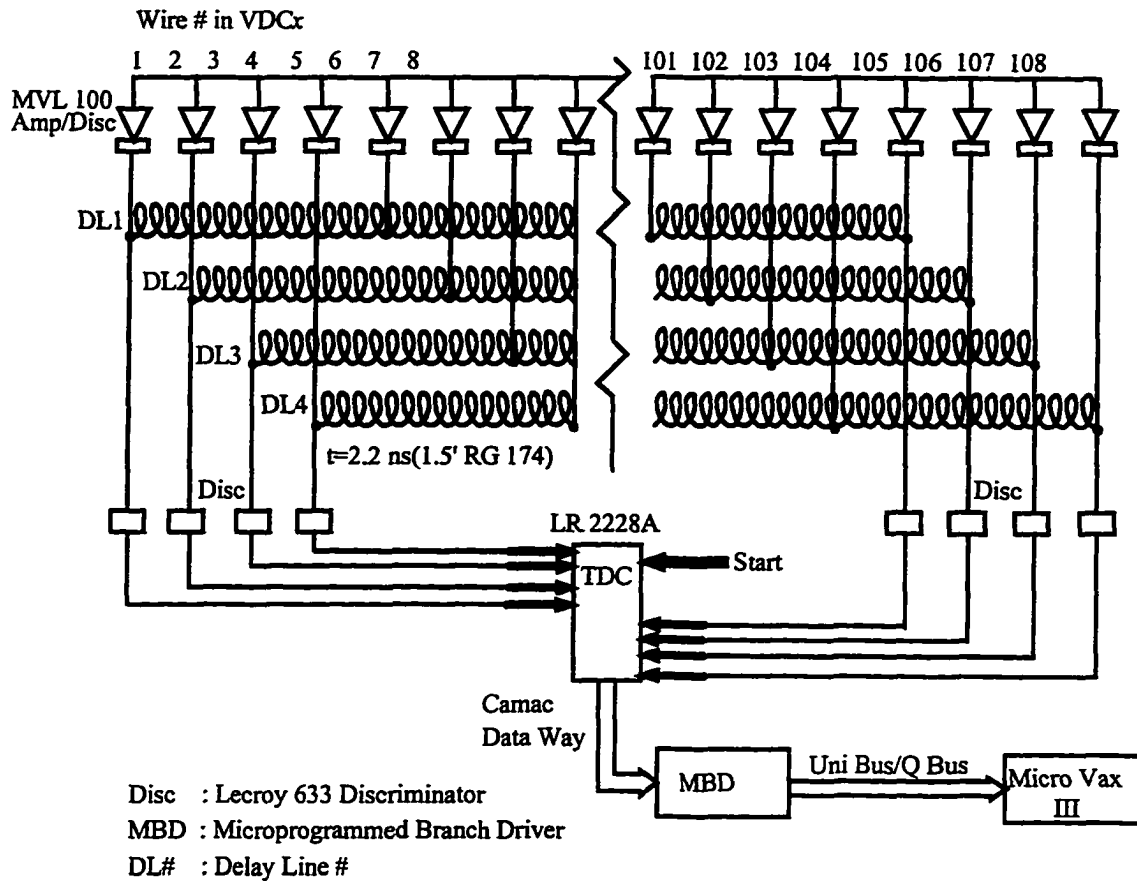 Wire # in VDCx
1 2 3 4 5 6 7 8 101 102 103 104 105 106 107 108
MVL 100
Amp/Disc
DL1
DL2
DL3
DL4
t=2.2 ns(1.5' RG 174)
Disc
Disc
LR 2228A
TDC
Start
Camac
Data Way
MBD
Uni Bus/Q Bus
Micro Vax
III
Disc : Lecroy 633 Discriminator
MBD : Microprogrammed Branch Driver
DL# : Delay Line #